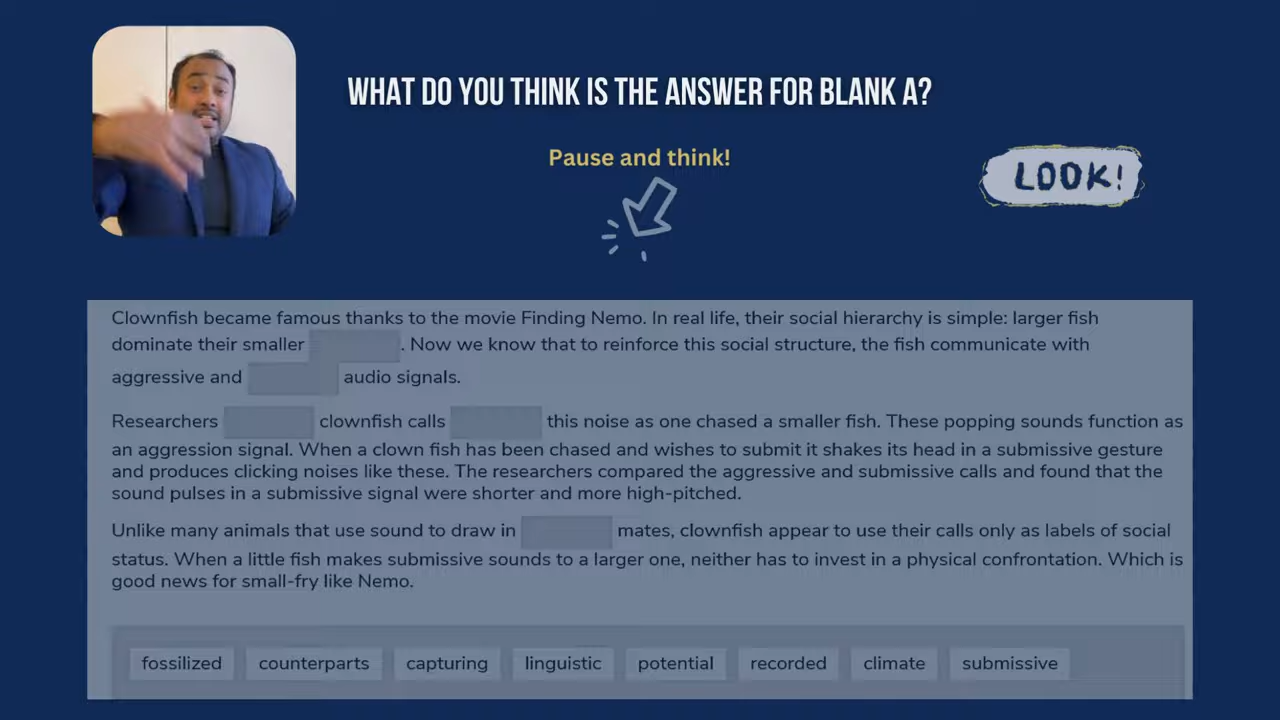 WHAT DO YOU THINK IS THE ANSWER FOR BLANK A?
Pause and think!
LOOK!
Clownfish became famous thanks to the movie Finding Nemo. In real life, their social hierarchy is simple: larger fish
dominate their smaller . Now we know that to reinforce this social structure, the fish communicate with
aggressive and audio signals.
Researchers clownfish calls this noise as one chased a smaller fish. These popping sounds function as
an aggression signal. When a clown fish has been chased and wishes to submit it shakes its head in a submissive gesture
and produces clicking noises like these. The researchers compared the aggressive and submissive calls and found that the
sound pulses in a submissive signal were shorter and more high-pitched.
Unlike many animals that use sound to draw in mates, clownfish appear to use their calls only as labels of social
status. When a little fish makes submissive sounds to a larger one, neither has to invest in a physical confrontation. Which is
good news for small-fry like Nemo.
fossilized counterparts capturing linguistic potential recorded climate submissive